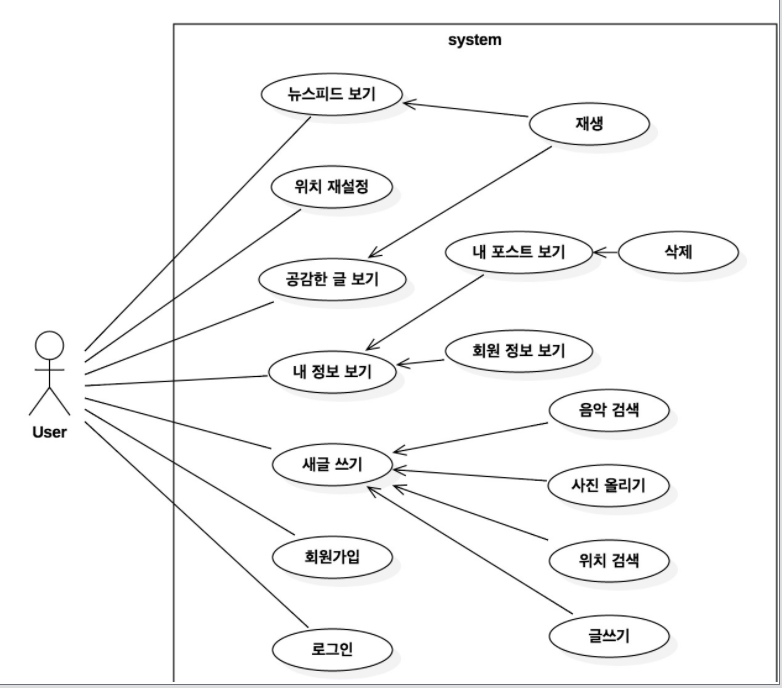 system
뉴스피드 보기
재생
위치 재설정
내 포스트 보기
삭제
공감한 글 보기
회원 정보 보기
내 정보 보기
음악 검색
User
새글 쓰기
사진 올리기
회원가입
위치 검색
글쓰기
로그인